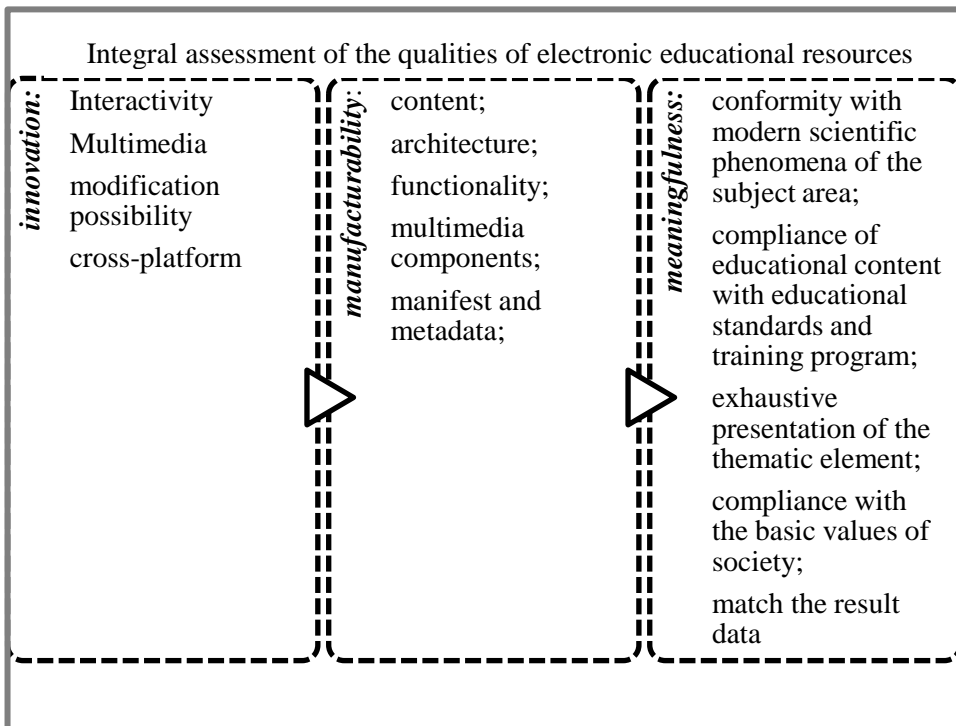 Integral assessment of the qualities of electronic educational resources
innovation:
Interactivity
Multimedia
modification
possibility
cross-platform
manufacturability:
content;
architecture;
functionality;
multimedia
components;
manifest and
metadata;
meaningfulness:
conformity with
modern scientific
phenomena of the
subject area;
compliance of
educational content
with educational
standards and
training program;
exhaustive
presentation of the
thematic element;
compliance with
the basic values of
society;
match the result
data